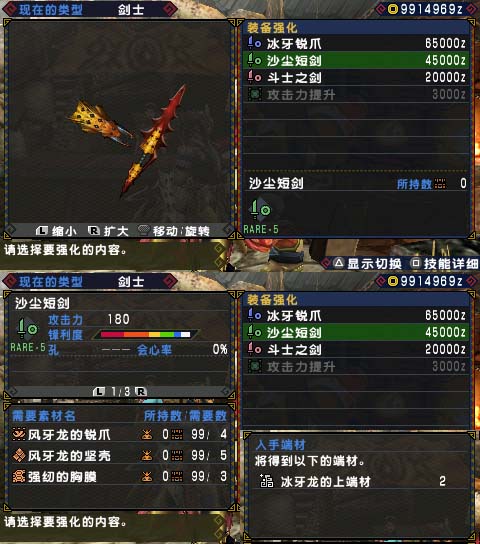 现在的类型 剑士
9914969z
装备强化
冰牙锐爪 65000z
沙尘短剑 45000z
斗士之剑 20000z
攻击力提升 3000z
沙尘短剑 所持数 0
RARE-5
L 缩小 R 扩大 移动/旋转
请选择要强化的内容。
△显示切换 □技能详细
现在的类型 剑士
9914969z
沙尘短剑
攻击力 180
RARE-5
锋利度
孔 --- 会心率 0%
L 1/3 R
装备强化
冰牙锐爪 65000z
沙尘短剑 45000z
斗士之剑 20000z
攻击力提升 3000z
需要素材名 所持数/需要数
风牙龙的锐爪 0 99/ 4
风牙龙的坚壳 0 99/ 5
强韧的胸膜 0 99/ 3
请选择要强化的内容。
入手端材
将得到以下的端材。
冰牙龙的上端材 2